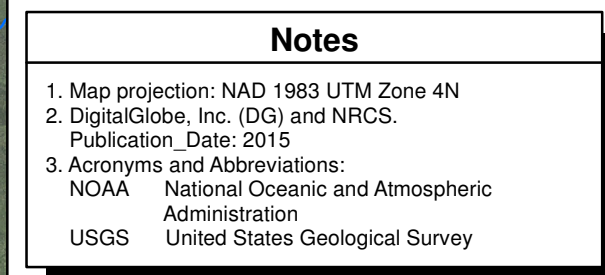 Notes
1. Map projection: NAD 1983 UTM Zone 4N
2. DigitalGlobe, Inc. (DG) and NRCS.
Publication_Date: 2015
3. Acronyms and Abbreviations:
NOAA National Oceanic and Atmospheric
Administration
USGS United States Geological Survey